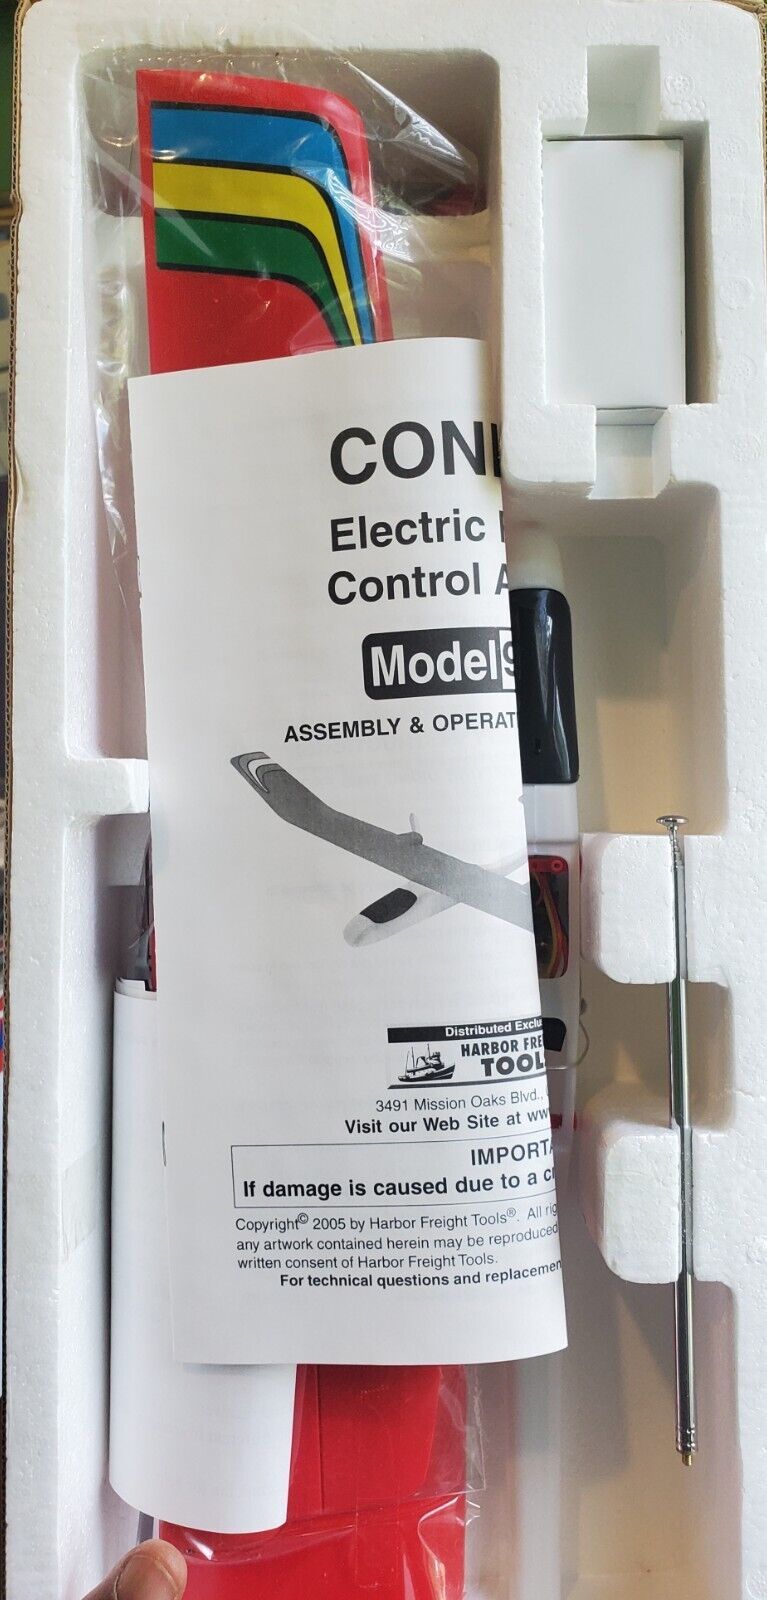 CON
Electric
Control A
Model 9
ASSEMBLY & OPERAT
Distributed Exclu
HARBOR FRE
TOOL
3491 Mission Oaks Blvd.,
Visit our Web Site at ww
IMPORTA
If damage is caused due to a c
Copyright© 2005 by Harbor Freight Tools®. All rig
any artwork contained herein may be reproduced
written consent of Harbor Freight Tools.
For technical questions and replacemen